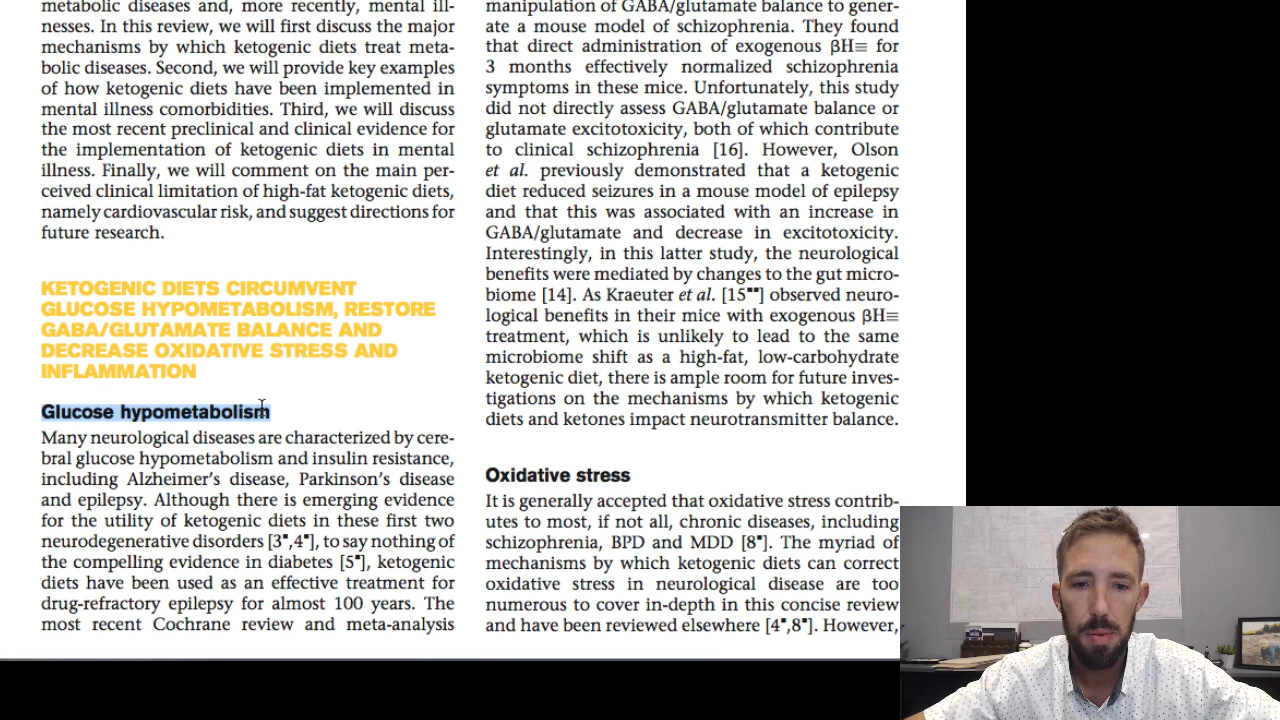 metabolic diseases and, more recently, mental ill-
nesses. In this review, we will first discuss the major
mechanisms by which ketogenic diets treat meta-
bolic diseases. Second, we will provide key examples
of how ketogenic diets have been implemented in
mental illness comorbidities. Third, we will discuss
the most recent preclinical and clinical evidence for
the implementation of ketogenic diets in mental
illness. Finally, we will comment on the main per-
ceived clinical limitation of high-fat ketogenic diets,
namely cardiovascular risk, and suggest directions for
future research.
KETOGENIC DIETS CIRCUMVENT
GLUCOSE HYPOMETABOLISM, RESTORE
GABA/GLUTAMATE BALANCE AND
DECREASE OXIDATIVE STRESS AND
INFLAMMATION
Glucose hypometabolism
Many neurological diseases are characterized by cere-
bral glucose hypometabolism and insulin resistance,
including Alzheimer's disease, Parkinson's disease
and epilepsy. Although there is emerging evidence
for the utility of ketogenic diets in these first two
neurodegenerative disorders [3▪,4▪], to say nothing of
the compelling evidence in diabetes [5▪], ketogenic
diets have been used as an effective treatment for
drug-refractory epilepsy for almost 100 years. The
most recent Cochrane review and meta-analysis
manipulation of GABA/glutamate balance to gener-
ate a mouse model of schizophrenia. They found
that direct administration of exogenous βH≡ for
3 months effectively normalized schizophrenia
symptoms in these mice. Unfortunately, this study
did not directly assess GABA/glutamate balance or
glutamate excitotoxicity, both of which contribute
to clinical schizophrenia [16]. However, Olson
et al. previously demonstrated that a ketogenic
diet reduced seizures in a mouse model of epilepsy
and that this was associated with an increase in
GABA/glutamate and decrease in excitotoxicity.
Interestingly, in this latter study, the neurological
benefits were mediated by changes to the gut micro-
biome [14]. As Kraeuter et al. [15▪▪] observed neuro-
logical benefits in their mice with exogenous βH≡
treatment, which is unlikely to lead to the same
microbiome shift as a high-fat, low-carbohydrate
ketogenic diet, there is ample room for future inves-
tigations on the mechanisms by which ketogenic
diets and ketones impact neurotransmitter balance.
Oxidative stress
It is generally accepted that oxidative stress contrib-
utes to most, if not all, chronic diseases, including
schizophrenia, BPD and MDD [8▪]. The myriad of
mechanisms by which ketogenic diets can correct
oxidative stress in neurological disease are too
numerous to cover in-depth in this concise review
and have been reviewed elsewhere [4▪,8▪]. However,